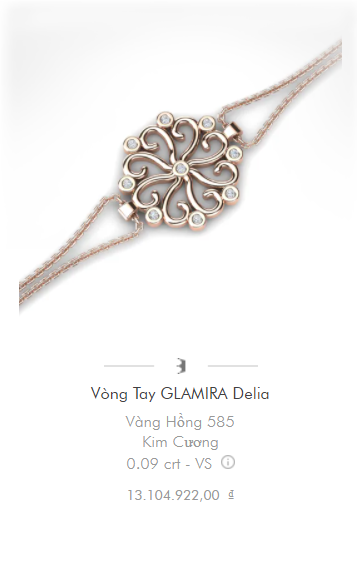 Vòng Tay GLAMIRA Delia
Vàng Hồng 585
Kim Cương
0.09 crt - VS
13.104.922,00 ₫